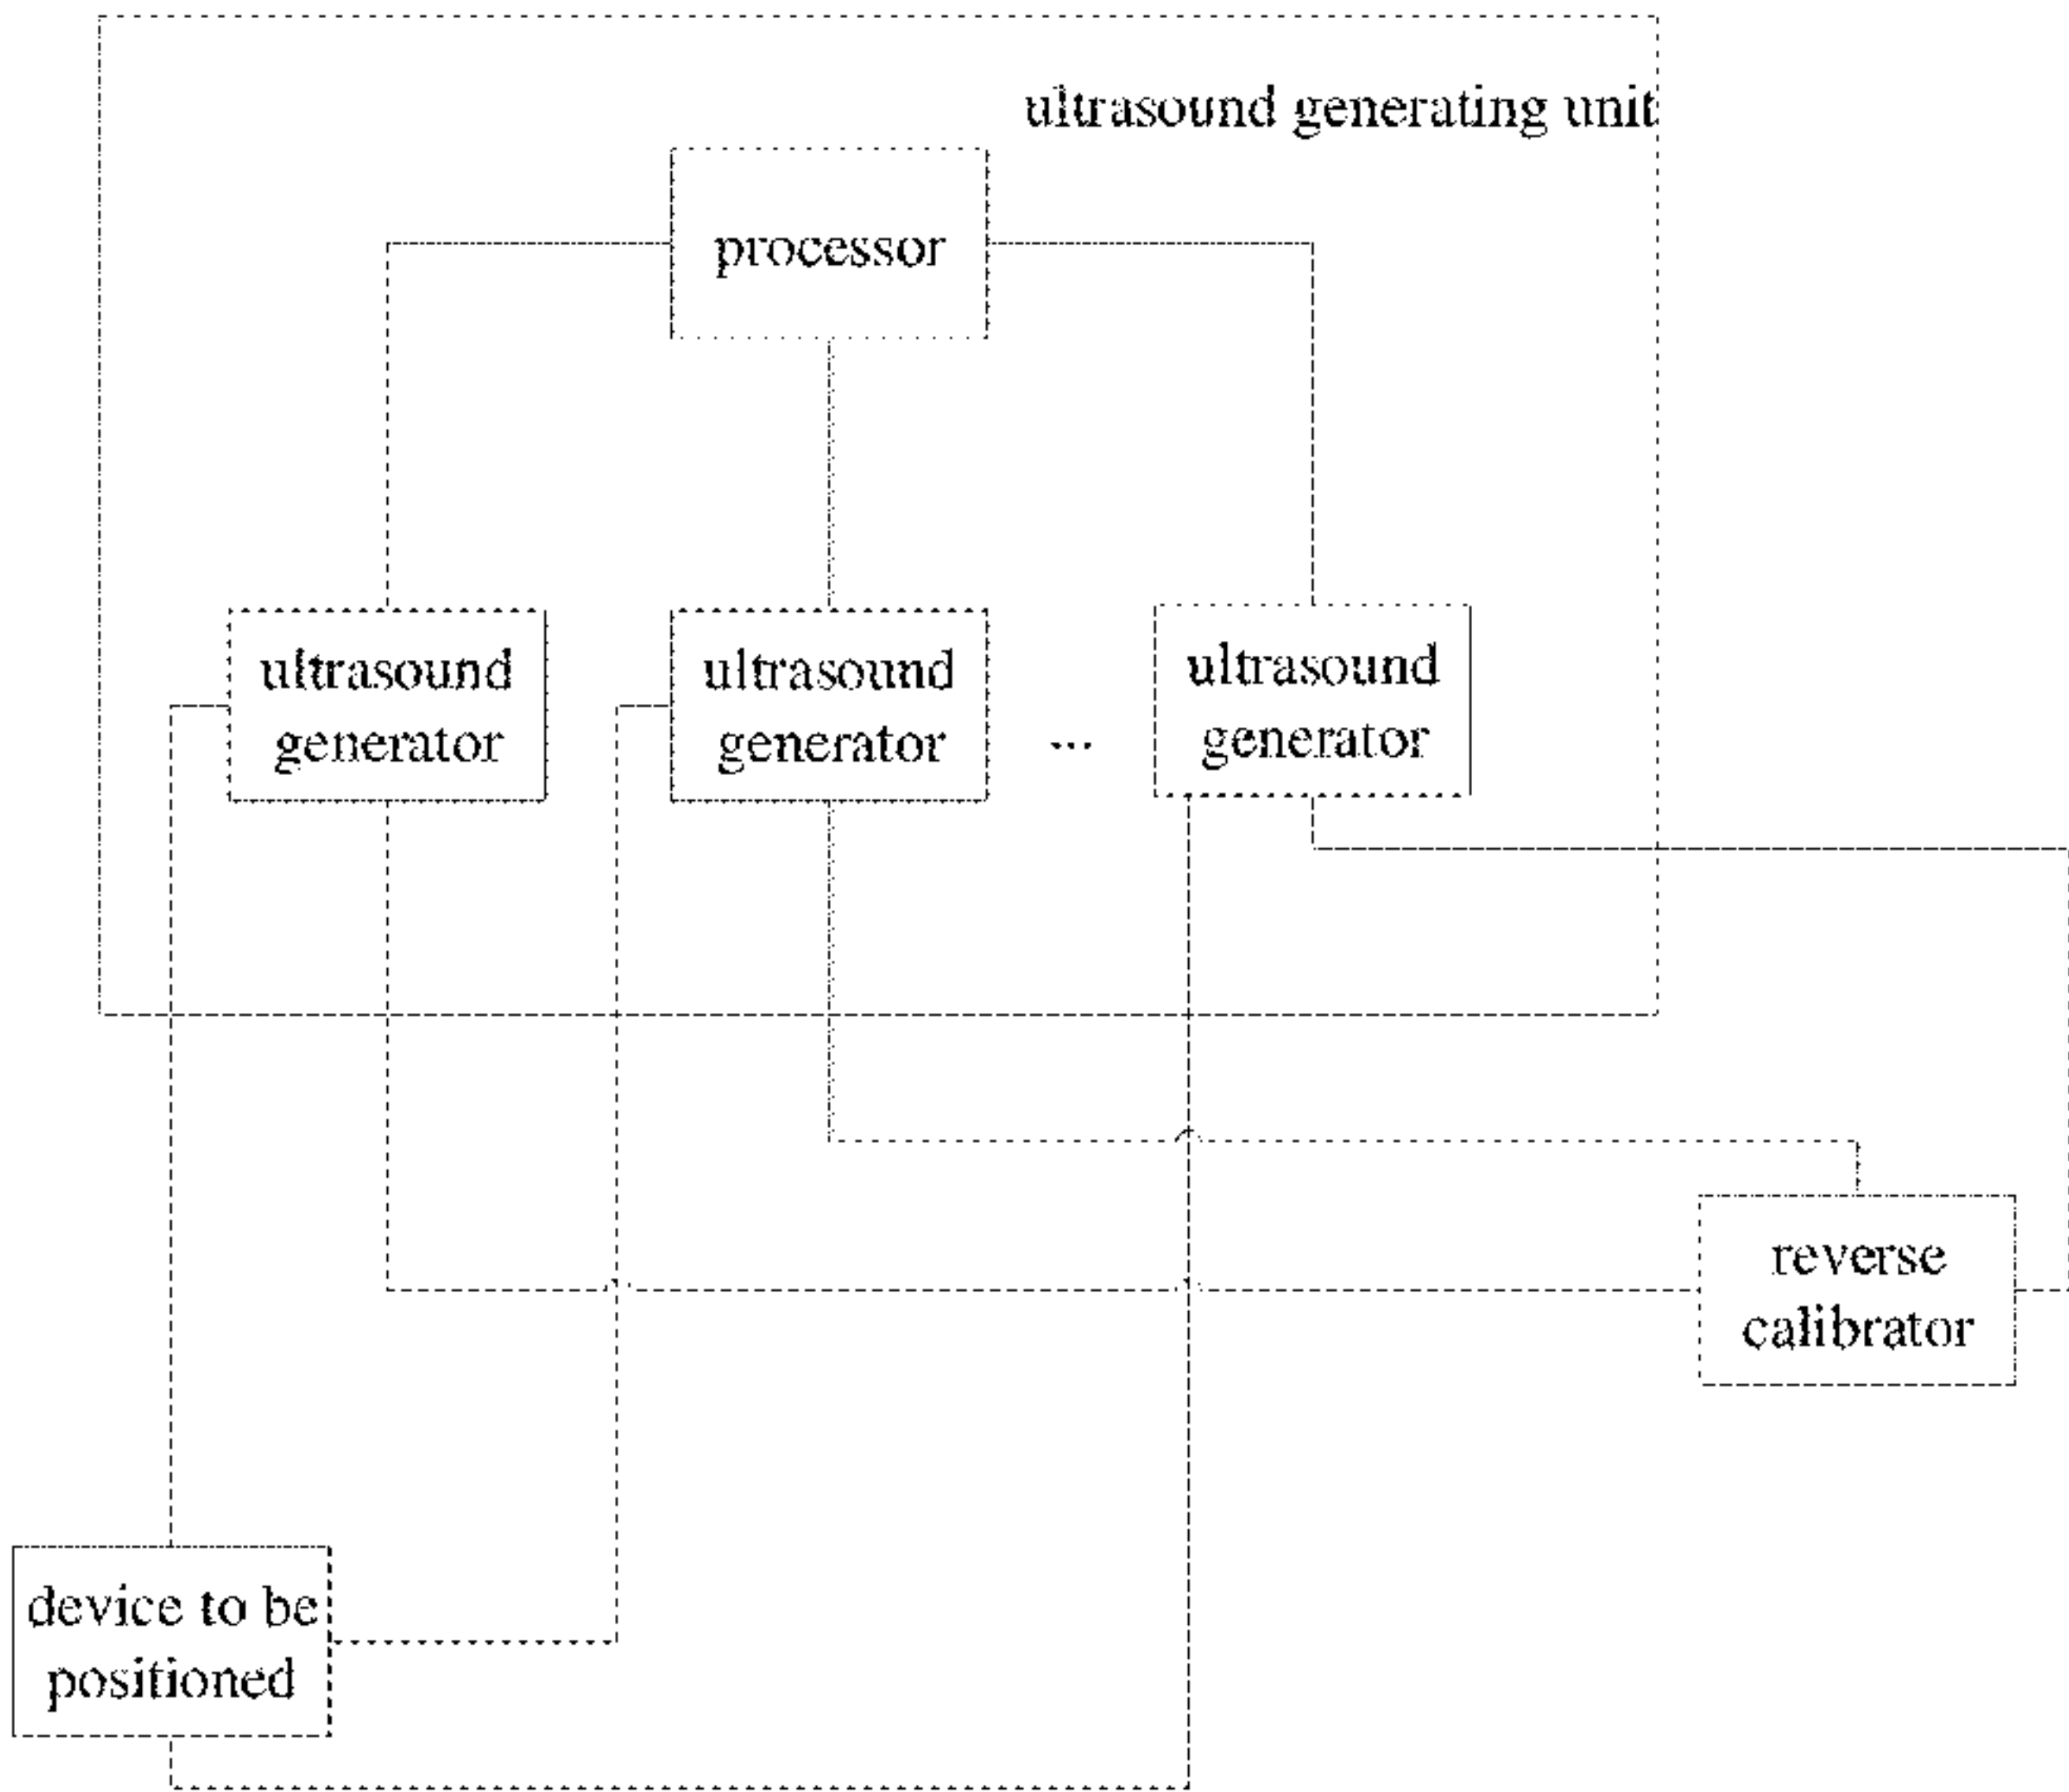 ultrasound generating unit
processor
ultrasound
generator
ultrasound
generator
...
ultrasound
generator
reverse
calibrator
device to be
positioned